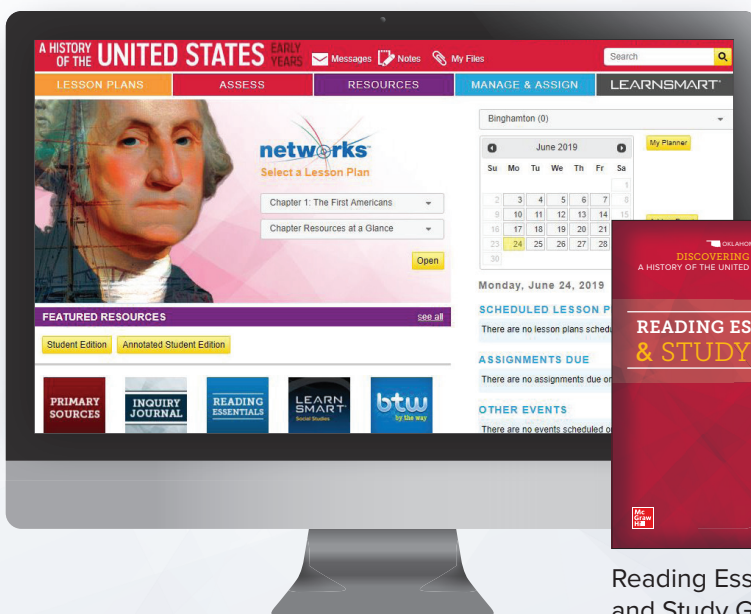 A HISTORY OF THE UNITED STATES EARLY YEARS Messages Notes My Files Search
LESSON PLANS ASSESS RESOURCES MANAGE & ASSIGN LEARNSMART
networks
Select a Lesson Plan
Chapter 1: The First Americans
Chapter Resources at a Glance
Open
FEATURED RESOURCES see all
Student Edition Annotated Student Edition
PRIMARY SOURCES
INQUIRY JOURNAL
READING ESSENTIALS
LEARN SMART
Social Studies
btw
by the way
Binghamton (0)
June 2019
My Planner
Su Mo Tu We Th Fr Sa
1
2 3 4 5 6 7 8
9 10 11 12 13 14 15
16 17 18 19 20 21
23 24 25 26 27 28
30
Monday, June 24, 2019
SCHEDULED LESSON P
There are no lesson plans schedu
ASSIGNMENTS DUE
There are no assignments due on
OTHER EVENTS
There are no events scheduled o
OKLAHO
DISCOVERING
A HISTORY OF THE UNITED
READING ES
& STUDY
Mc
Graw
Hill
Reading Ess
and Study G